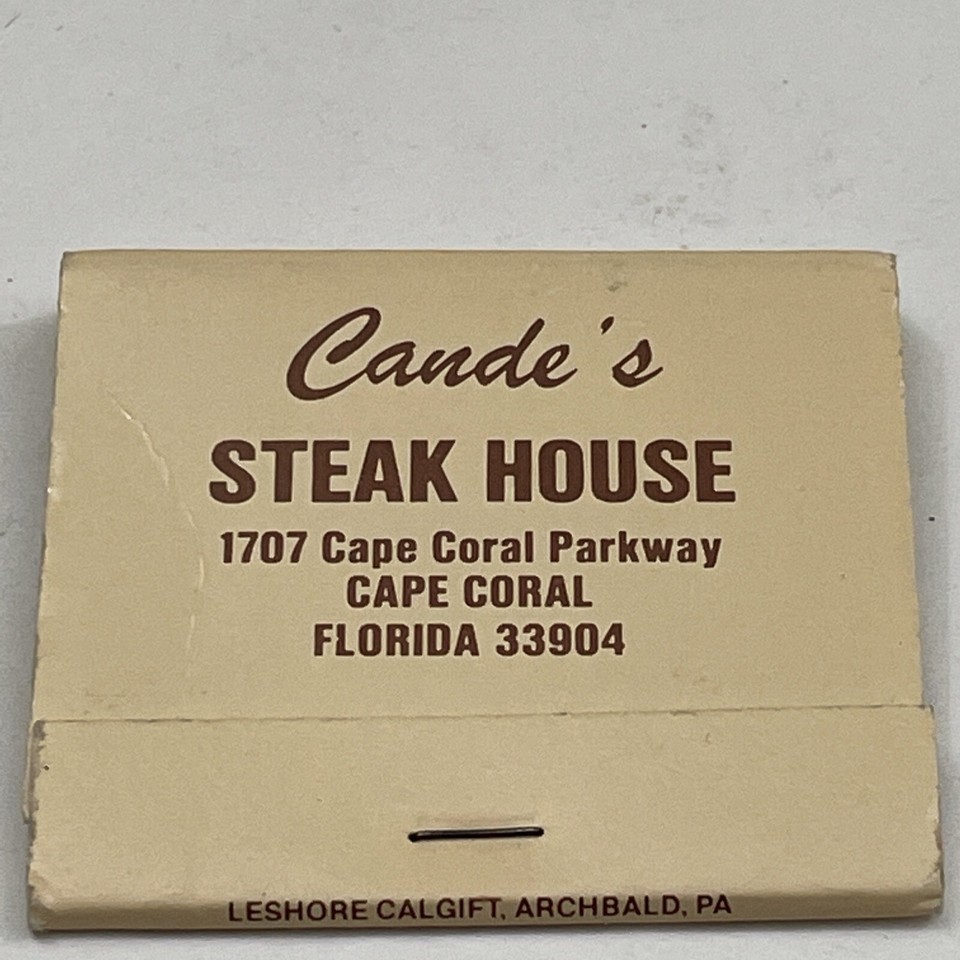 Cande's
STEAK HOUSE
1707 Cape Coral Parkway
CAPE CORAL
FLORIDA 33904
LESHORE CALGIFT, ARCHBALD, PA